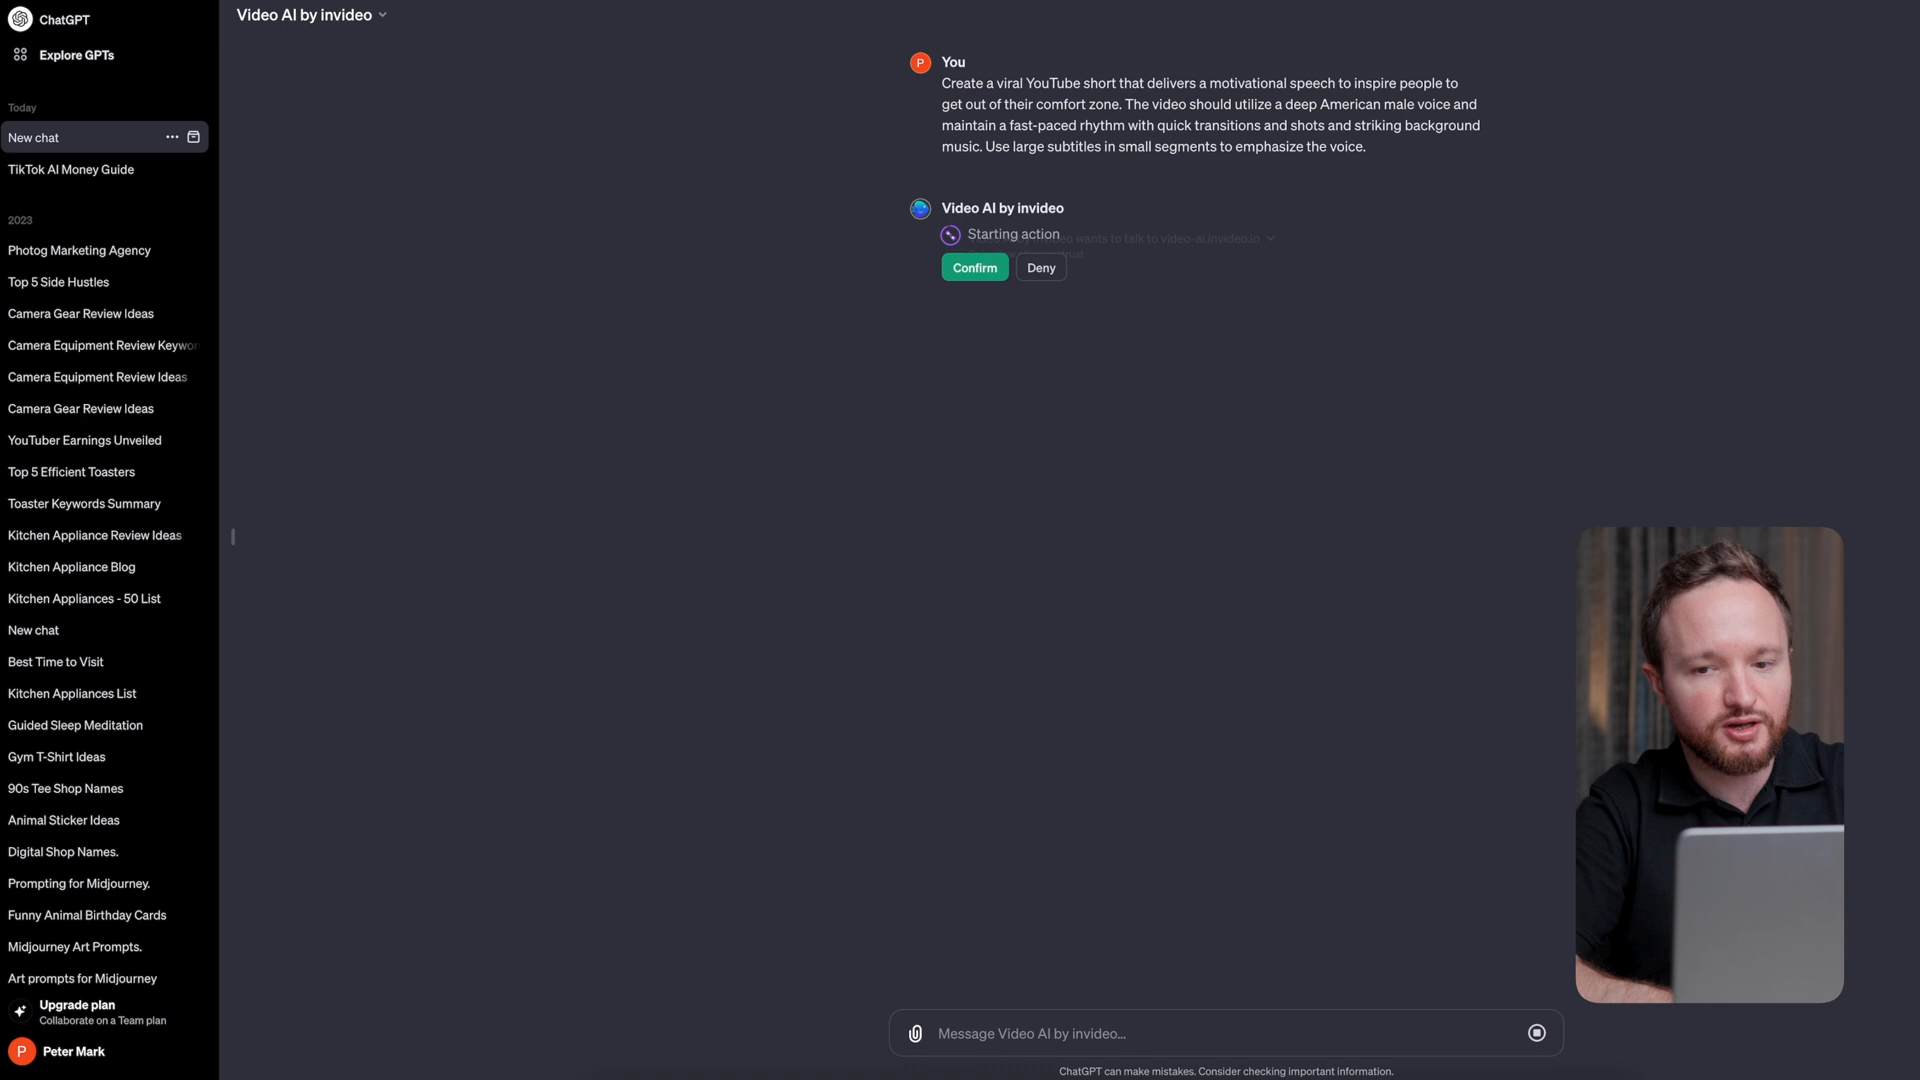 ChatGPT
Explore GPTs
Today
New chat
TikTok AI Money Guide
2023
Photog Marketing Agency
Top 5 Side Hustles
Camera Gear Review Ideas
Camera Equipment Review Keywor
Camera Equipment Review Ideas
Camera Gear Review Ideas
YouTuber Earnings Unveiled
Top 5 Efficient Toasters
Toaster Keywords Summary
Kitchen Appliance Review Ideas
Kitchen Appliance Blog
Kitchen Appliances - 50 List
New chat
Best Time to Visit
Kitchen Appliances List
Guided Sleep Meditation
Gym T-Shirt Ideas
90s Tee Shop Names
Animal Sticker Ideas
Digital Shop Names.
Prompting for Midjourney.
Funny Animal Birthday Cards
Midjourney Art Prompts.
Art prompts for Midjourney
Upgrade plan
Collaborate on a Team plan
P
Peter Mark
Video AI by invideo
P
You
Create a viral YouTube short that delivers a motivational speech to inspire people to
get out of their comfort zone. The video should utilize a deep American male voice and
maintain a fast-paced rhythm with quick transitions and shots and striking background
music. Use large subtitles in small segments to emphasize the voice.
Video AI by invideo
Starting action
wants to talk to video-ai.invideo.io
trust
Confirm
Deny
Message Video AI by invideo...
ChatGPT can make mistakes. Consider checking important information.